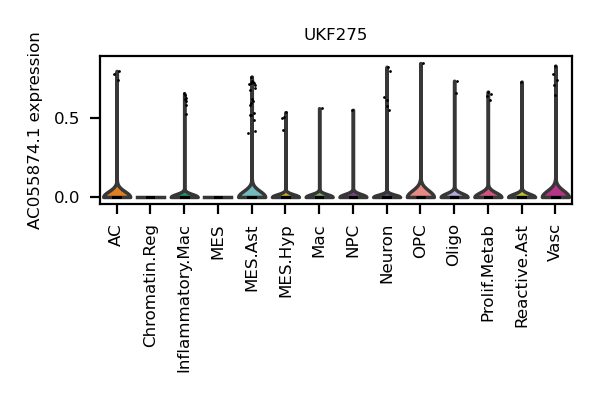 UKF275
AC055874.1 expression
0.5
0.0
AC
Chromatin.Reg
Inflammatory.Mac
MES
MES.Ast
MES.Hyp
Mac
NPC
Neuron
OPC
Oligo
Prolif.Metab
Reactive.Ast
Vasc